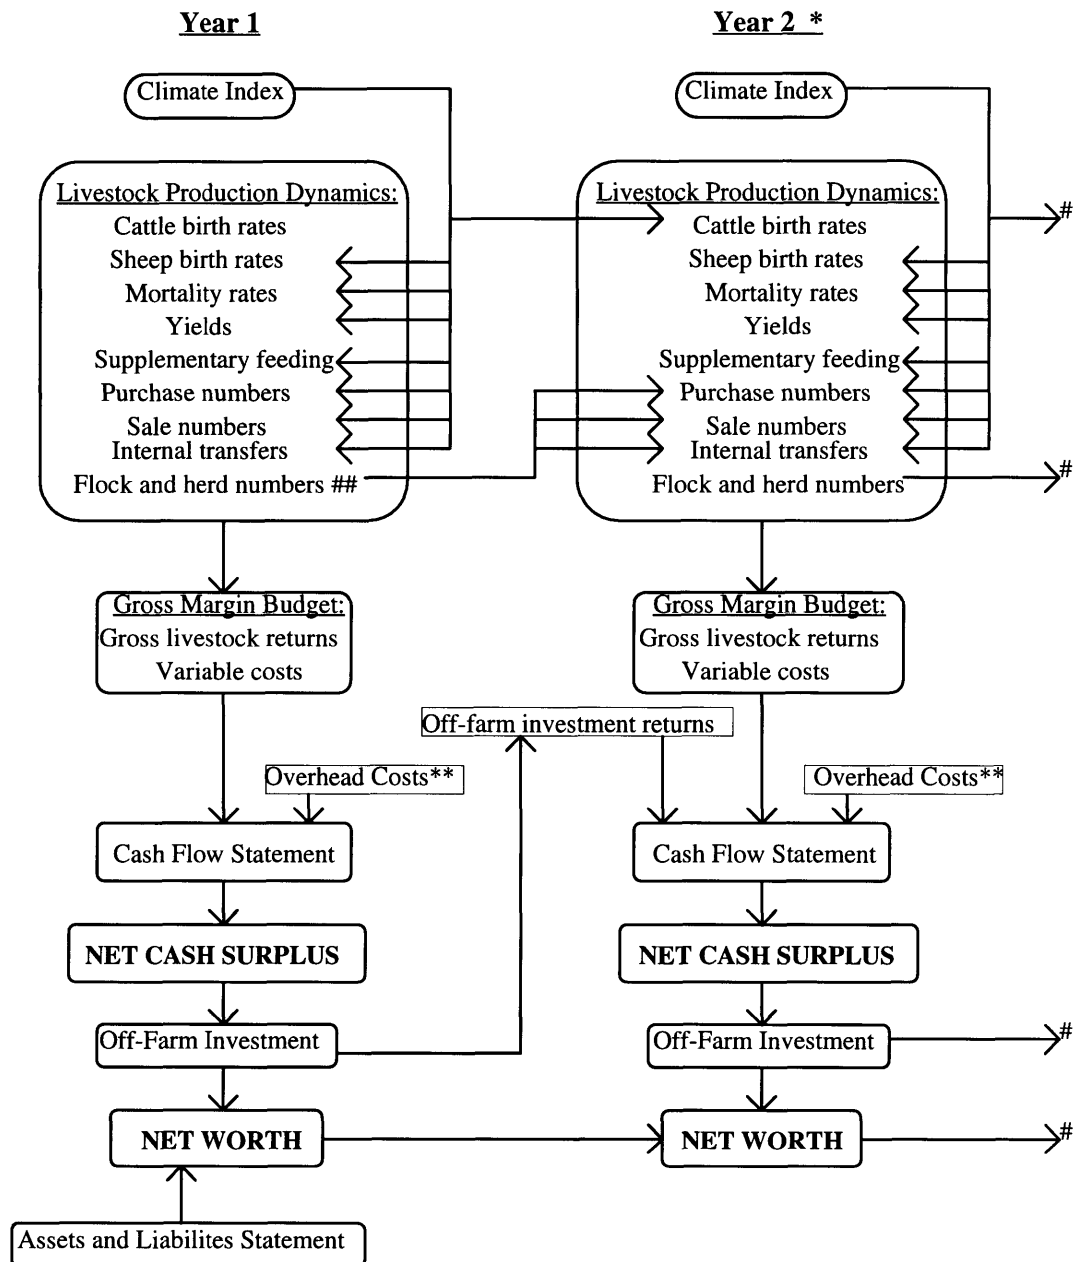 Year 1
Year 2 *
Climate Index
Climate Index
Livestock Production Dynamics:
Cattle birth rates
Sheep birth rates
Mortality rates
Yields
Supplementary feeding
Purchase numbers
Sale numbers
Internal transfers
Flock and herd numbers ##
Livestock Production Dynamics:
Cattle birth rates
Sheep birth rates
Mortality rates
Yields
Supplementary feeding
Purchase numbers
Sale numbers
Internal transfers
Flock and herd numbers
#
#
Gross Margin Budget:
Gross livestock returns
Variable costs
Gross Margin Budget:
Gross livestock returns
Variable costs
Off-farm investment returns
Overhead Costs**
Overhead Costs**
Cash Flow Statement
Cash Flow Statement
NET CASH SURPLUS
NET CASH SURPLUS
Off-Farm Investment
Off-Farm Investment
#
NET WORTH
NET WORTH
#
Assets and Liabilites Statement